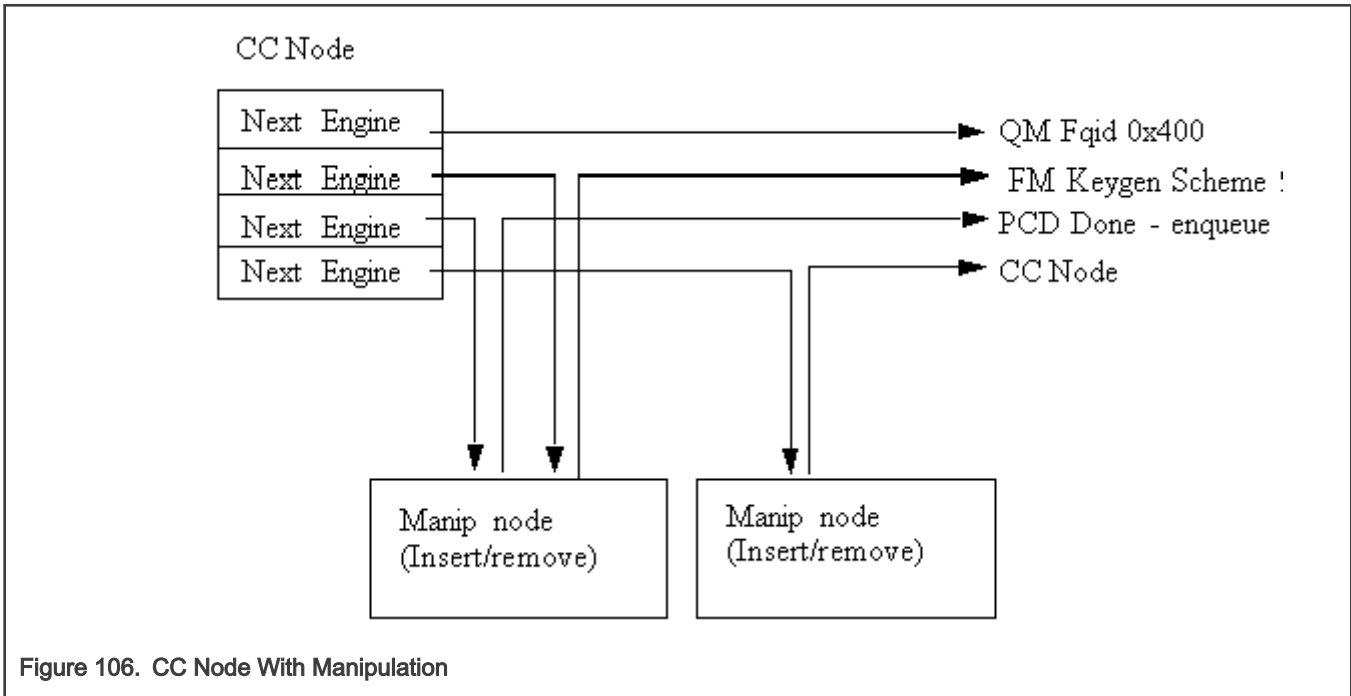 CC Node
Next Engine
Next Engine
Next Engine
Next Engine
QM Fqid 0x400
FM Keygen Scheme
PCD Done - enqueue
CC Node
Manip node
(Insert/remove)
Manip node
(Insert/remove)
Figure 106. CC Node With Manipulation